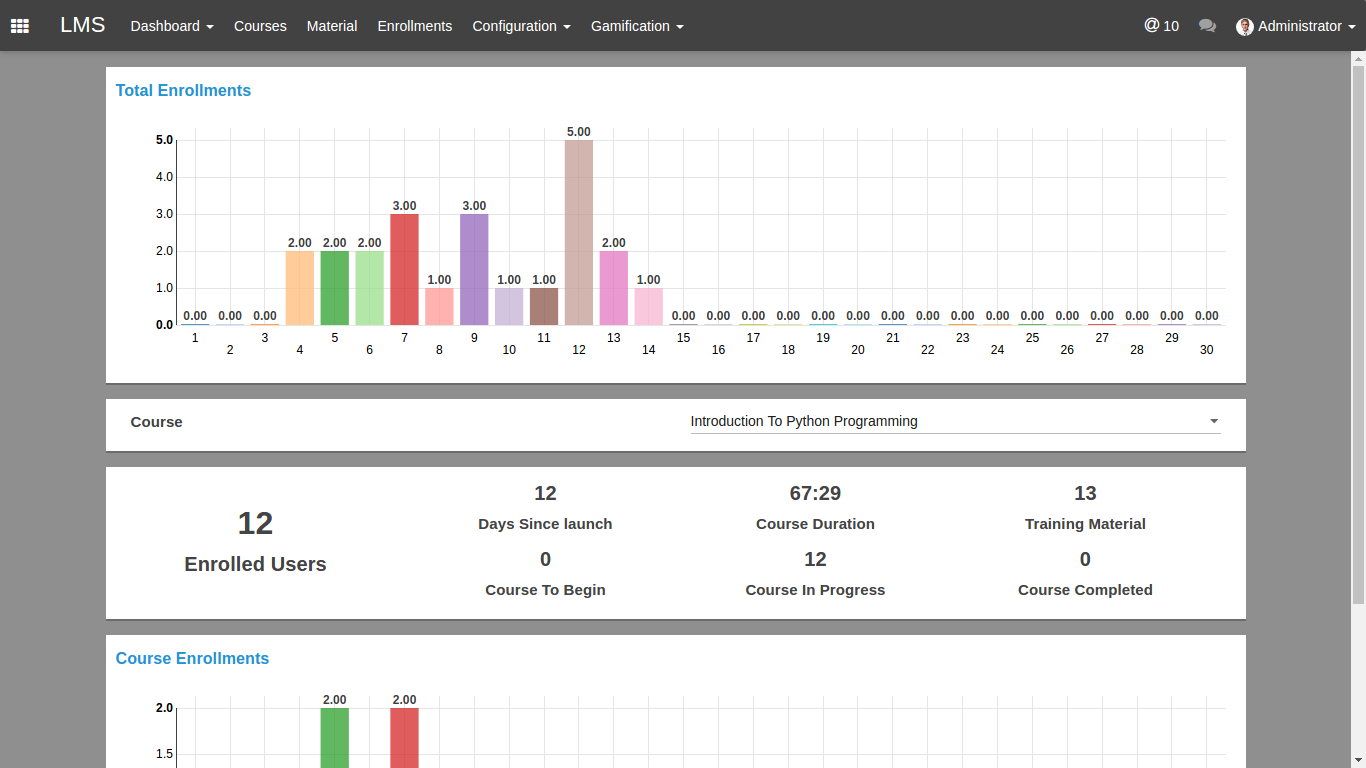 LMS Dashboard Courses Material Enrollments Configuration Gamification @ 10 Administrator
Total Enrollments
5.00
5.0
4.0
3.00 3.00
3.0
2.00 2.00 2.00 2.00
2.0
1.00 1.00 1.00 1.00
1.0
0.00 0.00 0.00 0.00 0.00 0.00 0.00 0.00 0.00 0.00 0.00 0.00 0.00 0.00 0.00 0.00 0.00 0.00 0.00
0.0
1 3 5 7 9 11 13 15 17 19 21 23 25 27 29
2 4 6 8 10 12 14 16 18 20 22 24 26 28 30
Course Introduction To Python Programming
12
Enrolled Users
12 67:29 13
Days Since launch Course Duration Training Material
0 12 0
Course To Begin Course In Progress Course Completed
Course Enrollments
2.00 2.00
2.0
1.5